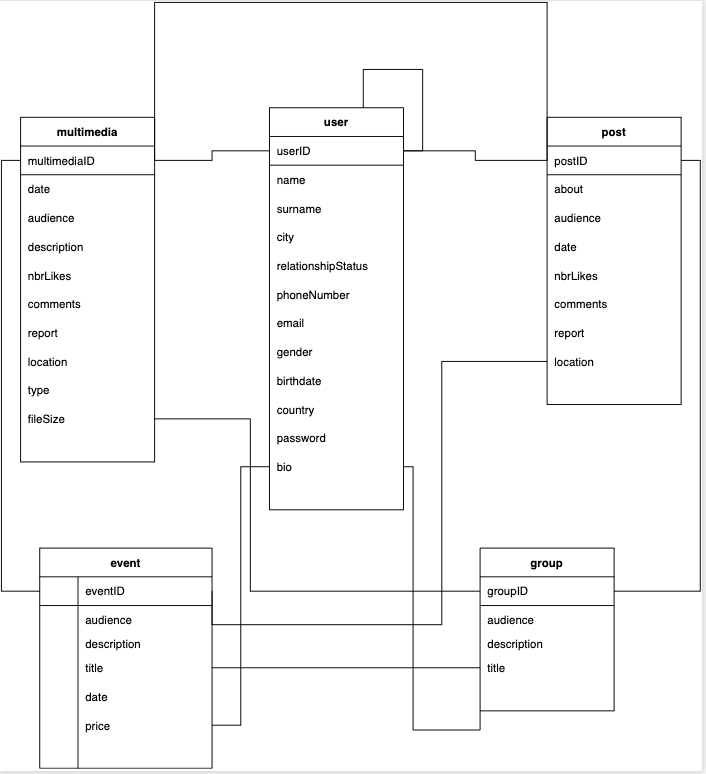 multimedia
multimediaID
date
audience
description
nbrLikes
comments
report
location
type
fileSize
user
userID
name
surname
city
relationshipStatus
phoneNumber
email
gender
birthdate
country
password
bio
post
postID
about
audience
date
nbrLikes
comments
report
location
event
eventID
audience
description
title
date
price
group
groupID
audience
description
title